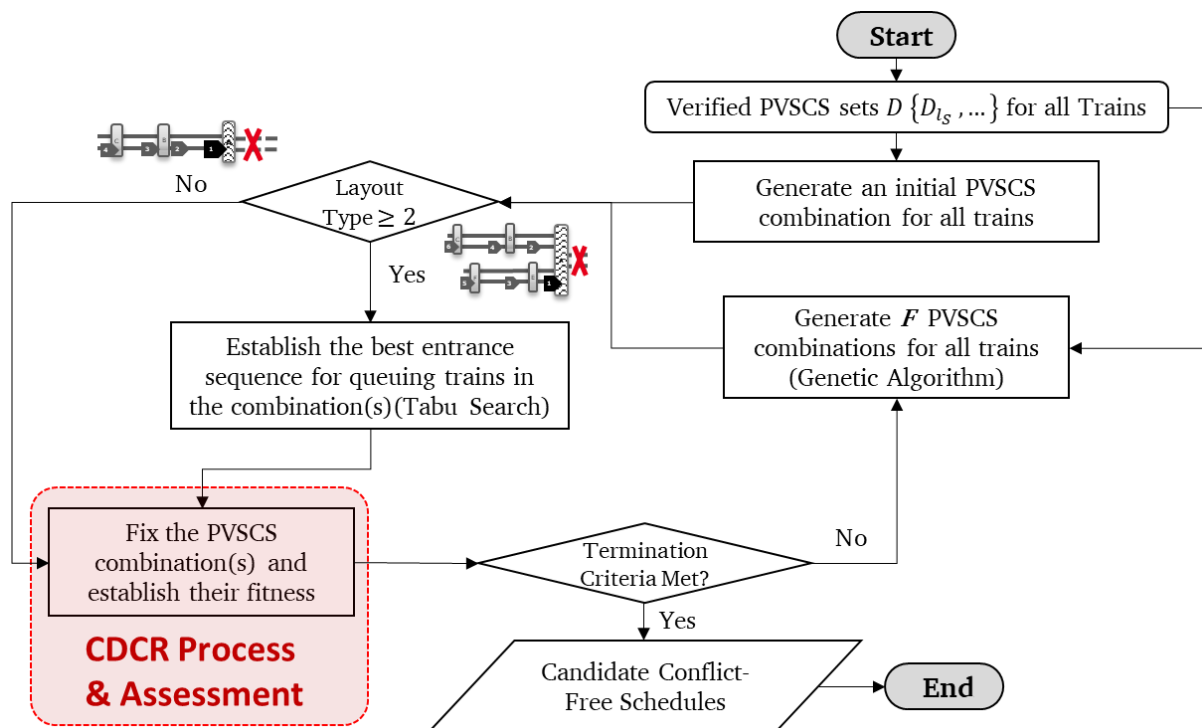 Start
Verified PVSCS sets D {D_{l_S}, ...} for all Trains
Generate an initial PVSCS
combination for all trains
No
Layout
Type ≥ 2
Yes
Establish the best entrance
sequence for queuing trains in
the combination(s)(Tabu Search)
Generate F PVSCS
combinations for all trains
(Genetic Algorithm)
Fix the PVSCS
combination(s) and
establish their fitness
CDCR Process
& Assessment
Termination
Criteria Met?
No
Yes
Candidate Conflict-
Free Schedules
End